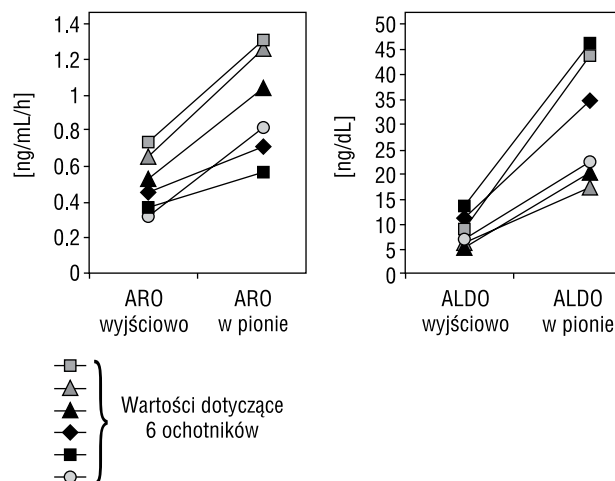 [ng/mL/h]
1.4
1.2
1
0.8
0.6
0.4
0.2
0
ARO
wyjściowo
ARO
w pionie
[ng/dL]
50
45
40
35
30
25
20
15
10
5
0
ALDO
wyjściowo
ALDO
w pionie
Wartości dotyczące
6 ochotników